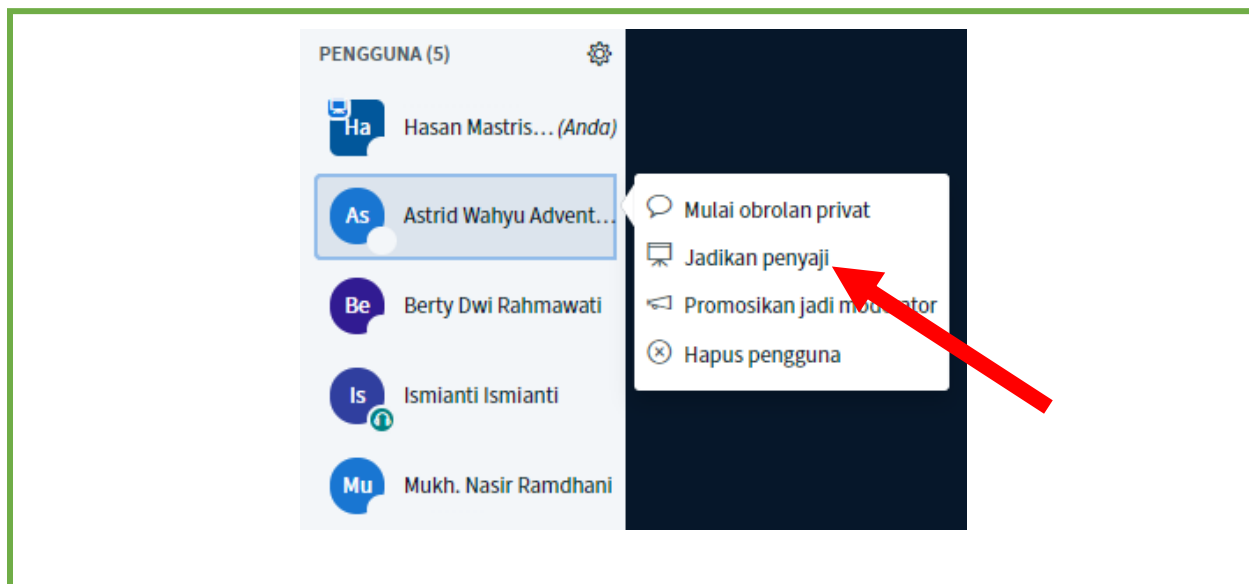 PENGGUNA (5)
Ha
Hasan Mastris... (Anda)
As
Astrid Wahyu Advent...
Mulai obrolan privat
Jadikan penyaji
Promosikan jadi moderator
Hapus pengguna
Be
Berty Dwi Rahmawati
Is
Ismianti Ismianti
Mu
Mukh. Nasir Ramdhani